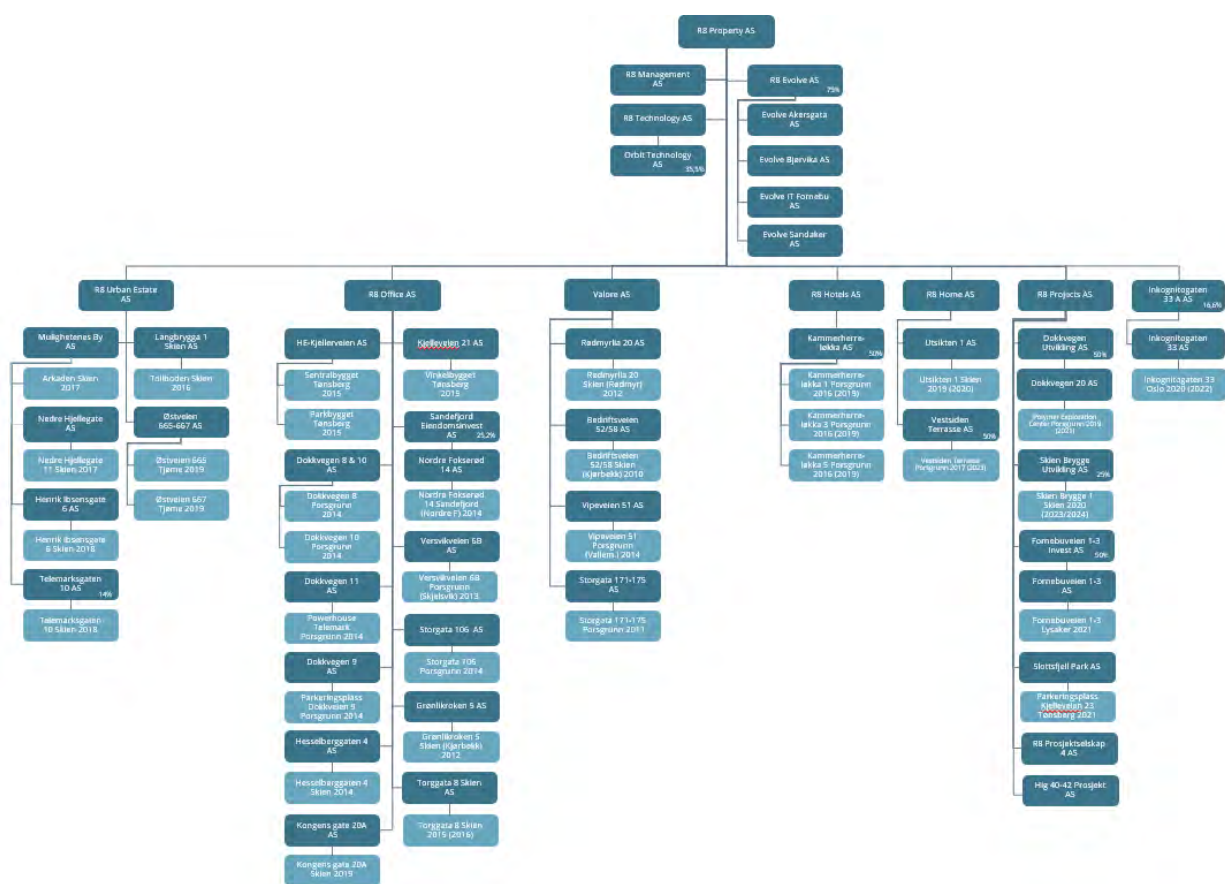 R8 Property AS
R8 Management
AS
R8 Evolve AS
75%
R8 Technology AS
Evolve Akersgata
AS
Orbit Technology
AS
35,5%
Evolve Bjørvika AS
Evolve IT Fornebu
AS
Evolve Sandaker
AS
R8 Urban Estate
AS
R8 Office AS
Valore AS
R8 Hotels AS
R8 Home AS
R8 Projects AS
Inkognitogaten
33 A AS
16,6%
Mulighetenes By
AS
Arkaden Skien
2017
Nedre Hjellegate
AS
Nedre Hjellegate
11 Skien 2017
Henrik Ibsensgate
6 AS
Henrik Ibsensgate
6 Skien 2018
Telemarksgaten
10 AS
14%
Telemarksgaten
10 Skien 2018
Langbrygga 1
Skien AS
Tollboden Skien
2016
Østveien
665-667 AS
Østveien 665
Tjøme 2019
Østveien 667
Tjøme 2019
HE-Kjellerveien AS
Sentralbygget
Tønsberg
2015
Parkbygget
Tønsberg
2015
Dokkvegen 8 & 10
AS
Dokkvegen 8
Porsgrunn
2014
Dokkvegen 10
Porsgrunn
2014
Dokkvegen 11
AS
Powerhouse
Telemark
Porsgrunn 2014
Dokkvegen 9
AS
Parkeringsplass
Dokkveien 9
Porsgrunn 2014
Hesselberggaten 4
AS
Hesselberggaten 4
Skien 2014
Kongens gate 20A
AS
Kongens gate 20A
Skien 2019
Kjelleveien 21 AS
Vinkelbygget
Tønsberg
2015
Sandefjord
Eiendomsinvest
AS
25,2%
Nordre Fokserød
14 AS
Nordre Fokserød
14 Sandefjord
(Nordre F) 2014
Versvikveien 6B
AS
Versvikveien 6B
Porsgrunn
(Skjelsvik) 2013
Storgata 106 AS
Storgata 106
Porsgrunn 2014
Grønlikroken 5 AS
Grønlikroken 5
Skien (Kjørbekk)
2012
Torggata 8 Skien
AS
Torggata 8 Skien
2015 (2016)
Rødmyrlia 20 AS
Rødmyrlia 20
Skien (Rødmyr)
2012
Bedriftsveien
52/58 AS
Bedriftsveien
52/58 Skien
(Kjørbekk) 2010
Vipeveien 51 AS
Vipeveien 51
Porsgrunn
(Vallerm.) 2014
Storgata 171-175
AS
Storgata 171-175
Porsgrunn 2011
Kammerherre-
løkka AS
50%
Kammerherre-
løkka 1 Porsgrunn
2016 (2019)
Kammerherre-
løkka 3 Porsgrunn
2016 (2019)
Kammerherre-
løkka 5 Porsgrunn
2016 (2019)
Utsikten 1 AS
Utsikten 1 Skien
2019 (2020)
Vestsiden
Terrasse AS
50%
Vestsiden Terrasse
Porsgrunn 2017 (2023)
Dokkvegen
Utvikling AS
50%
Dokkvegen 20 AS
Polymer Exploration
Center Porsgrunn 2019
(2023)
Skien Brygge
Utvikling AS
25%
Skien Brygge 1
Skien 2020
(2023/2024)
Fornebuveien 1-3
Invest AS
50%
Fornebuveien 1-3
AS
Fornebuveien 1-3
Lysaker 2021
Slottsfjell Park AS
Parkeringsplass
Kjelleveien 23
Tønsberg 2021
R8 Prosjektselskap
4 AS
Hig 40-42 Prosjekt
AS
Inkognitogaten
33 AS
Inkognitogaten 33
Oslo 2020 (2022)